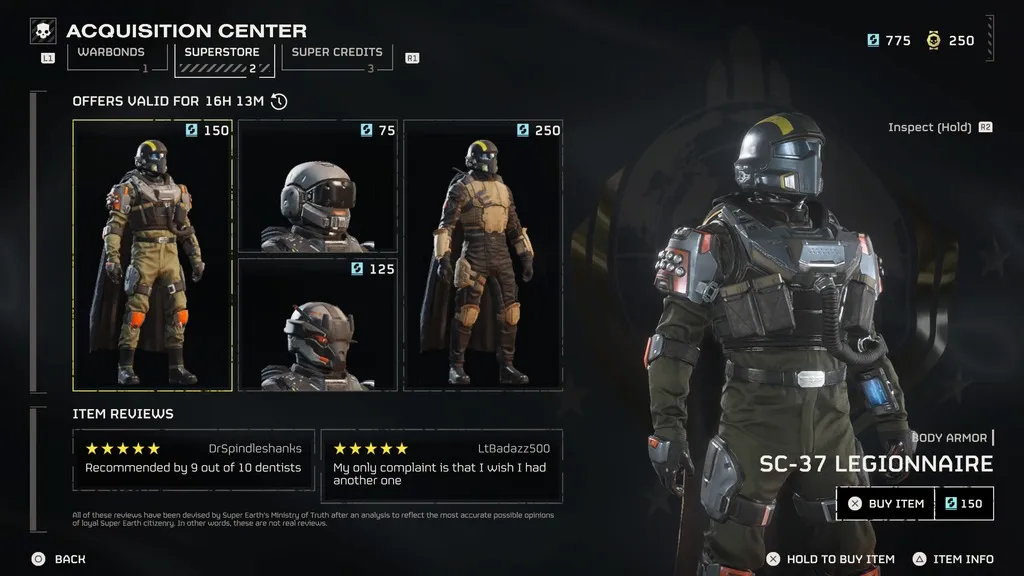 ACQUISITION CENTER
775 250
L1 WARBONDS 1 SUPERSTORE 2 SUPER CREDITS 3 R1
OFFERS VALID FOR 16H 13M
Inspect (Hold) R2
150 75 250
125
ITEM REVIEWS
DrSpindleshanks
Recommended by 9 out of 10 dentists
LtBadazz500
My only complaint is that I wish I had
another one
All of these reviews have been devised by Super Earth's Ministry of Truth after an analysis to reflect the most accurate possible opinions
of loyal Super Earth citizenry. In other words, these are not real reviews.
BODY ARMOR
SC-37 LEGIONNAIRE
BUY ITEM 150
BACK
HOLD TO BUY ITEM ITEM INFO